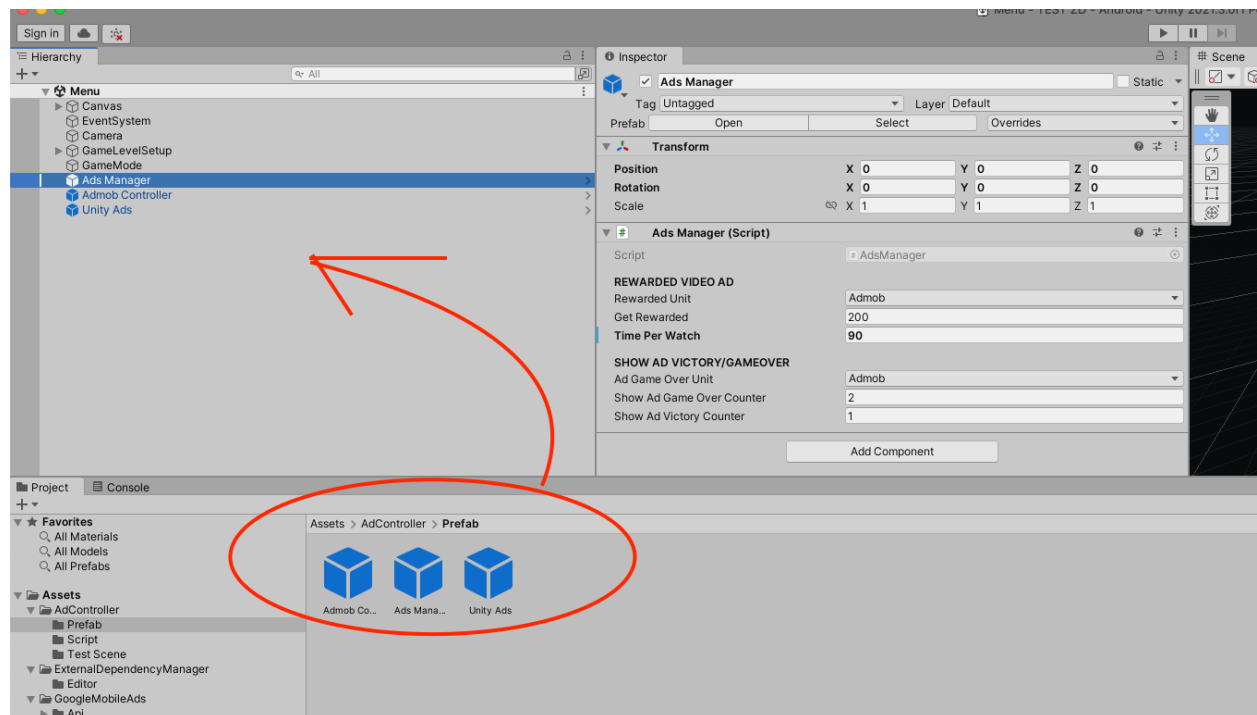 Menu - TEST ZD - Android - Unity 2021.3.0f1
Sign in
Hierarchy
All
Menu
Canvas
EventSystem
Camera
GameLevelSetup
GameMode
Ads Manager
Admob Controller
Unity Ads
Inspector
Ads Manager
Static
Tag Untagged Layer Default
Prefab Open Select Overrides
Transform
Position X 0 Y 0 Z 0
Rotation X 0 Y 0 Z 0
Scale X 1 Y 1 Z 1
# Ads Manager (Script)
Script # AdsManager
REWARDED VIDEO AD
Rewarded Unit Admob
Get Rewarded 200
Time Per Watch 90
SHOW AD VICTORY/GAMEOVER
Ad Game Over Unit Admob
Show Ad Game Over Counter 2
Show Ad Victory Counter 1
Add Component
# Scene
Project Console
Favorites
All Materials
All Models
All Prefabs
Assets
AdController
Prefab
Script
Test Scene
ExternalDependencyManager
Editor
GoogleMobileAds
Api
Assets > AdController > Prefab
Admob Co... Ads Mana... Unity Ads